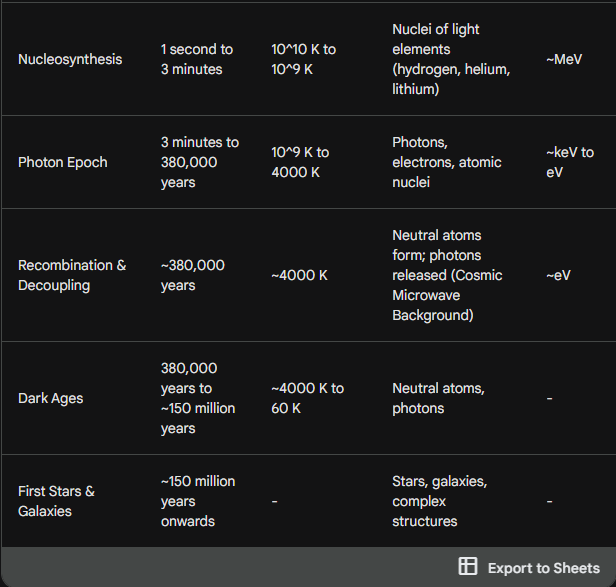 Nucleosynthesis
1 second to
3 minutes
10^10 K to
10^9 K
Nuclei of light
elements
(hydrogen, helium,
lithium)
~MeV
Photon Epoch
3 minutes to
380,000
years
10^9 K to
4000 K
Photons,
electrons, atomic
nuclei
~keV to
eV
Recombination &
Decoupling
~380,000
years
~4000 K
Neutral atoms
form; photons
released (Cosmic
Microwave
Background)
~eV
Dark Ages
380,000
years to
~150 million
years
~4000 K to
60 K
Neutral atoms,
photons
-
First Stars &
Galaxies
~150 million
years
onwards
-
Stars, galaxies,
complex
structures
-
Export to Sheets